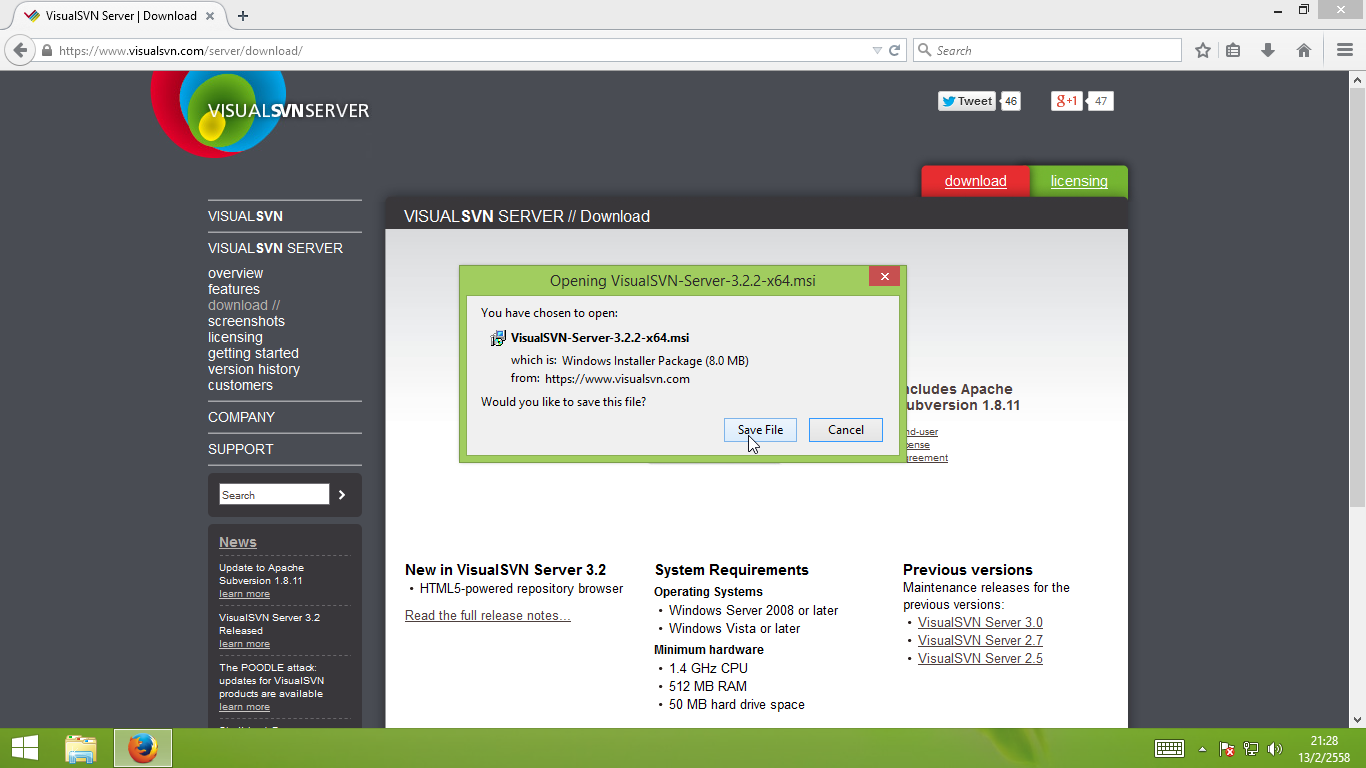 VisualSVN Server | Download
https://www.visualsvn.com/server/download/
Search
VISUALSVNSERVER
Tweet 46
g+1 47
download
licensing
VISUALSVN
VISUALSVN SERVER
overview
features
download //
screenshots
licensing
getting started
version history
customers
COMPANY
SUPPORT
Search
News
Update to Apache
Subversion 1.8.11
learn more
VisualSVN Server 3.2
Released
learn more
The POODLE attack:
updates for VisualSVN
products are available
learn more
VISUALSVN SERVER // Download
Opening VisualSVN-Server-3.2.2-x64.msi
You have chosen to open:
VisualSVN-Server-3.2.2-x64.msi
which is: Windows Installer Package (8.0 MB)
from: https://www.visualsvn.com
Would you like to save this file?
Save File
Cancel
Apache
1.8.11
New in VisualSVN Server 3.2
• HTML5-powered repository browser
Read the full release notes...
System Requirements
Operating Systems
• Windows Server 2008 or later
• Windows Vista or later
Minimum hardware
• 1.4 GHz CPU
• 512 MB RAM
• 50 MB hard drive space
Previous versions
Maintenance releases for the
previous versions:
• VisualSVN Server 3.0
• VisualSVN Server 2.7
• VisualSVN Server 2.5
21:28
13/2/2558